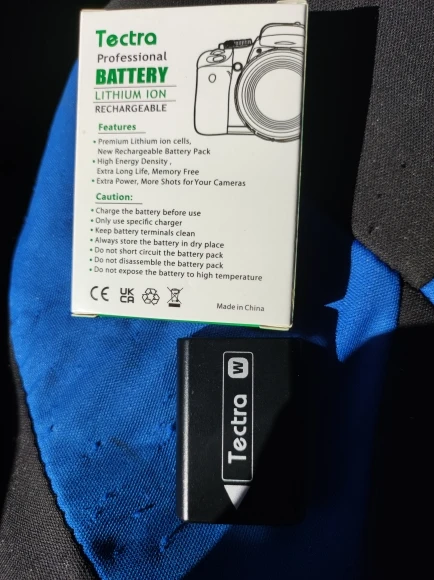 Tectra
Professional
BATTERY
LITHIUM ION
RECHARGEABLE
Features
• Premium Lithium ion cells,
New Rechargeable Battery Pack
• High Energy Density ,
Extra Long Life, Memory Free
• Extra Power, More Shots for Your Cameras
Caution:
• Charge the battery before use
• Only use specific charger
• Keep battery terminals clean
• Always store the battery in dry place
• Do not short circuit the battery pack
• Do not disassemble the battery pack
• Do not expose the battery to high temperature
CE UK
CA
Made in China
Tectra W